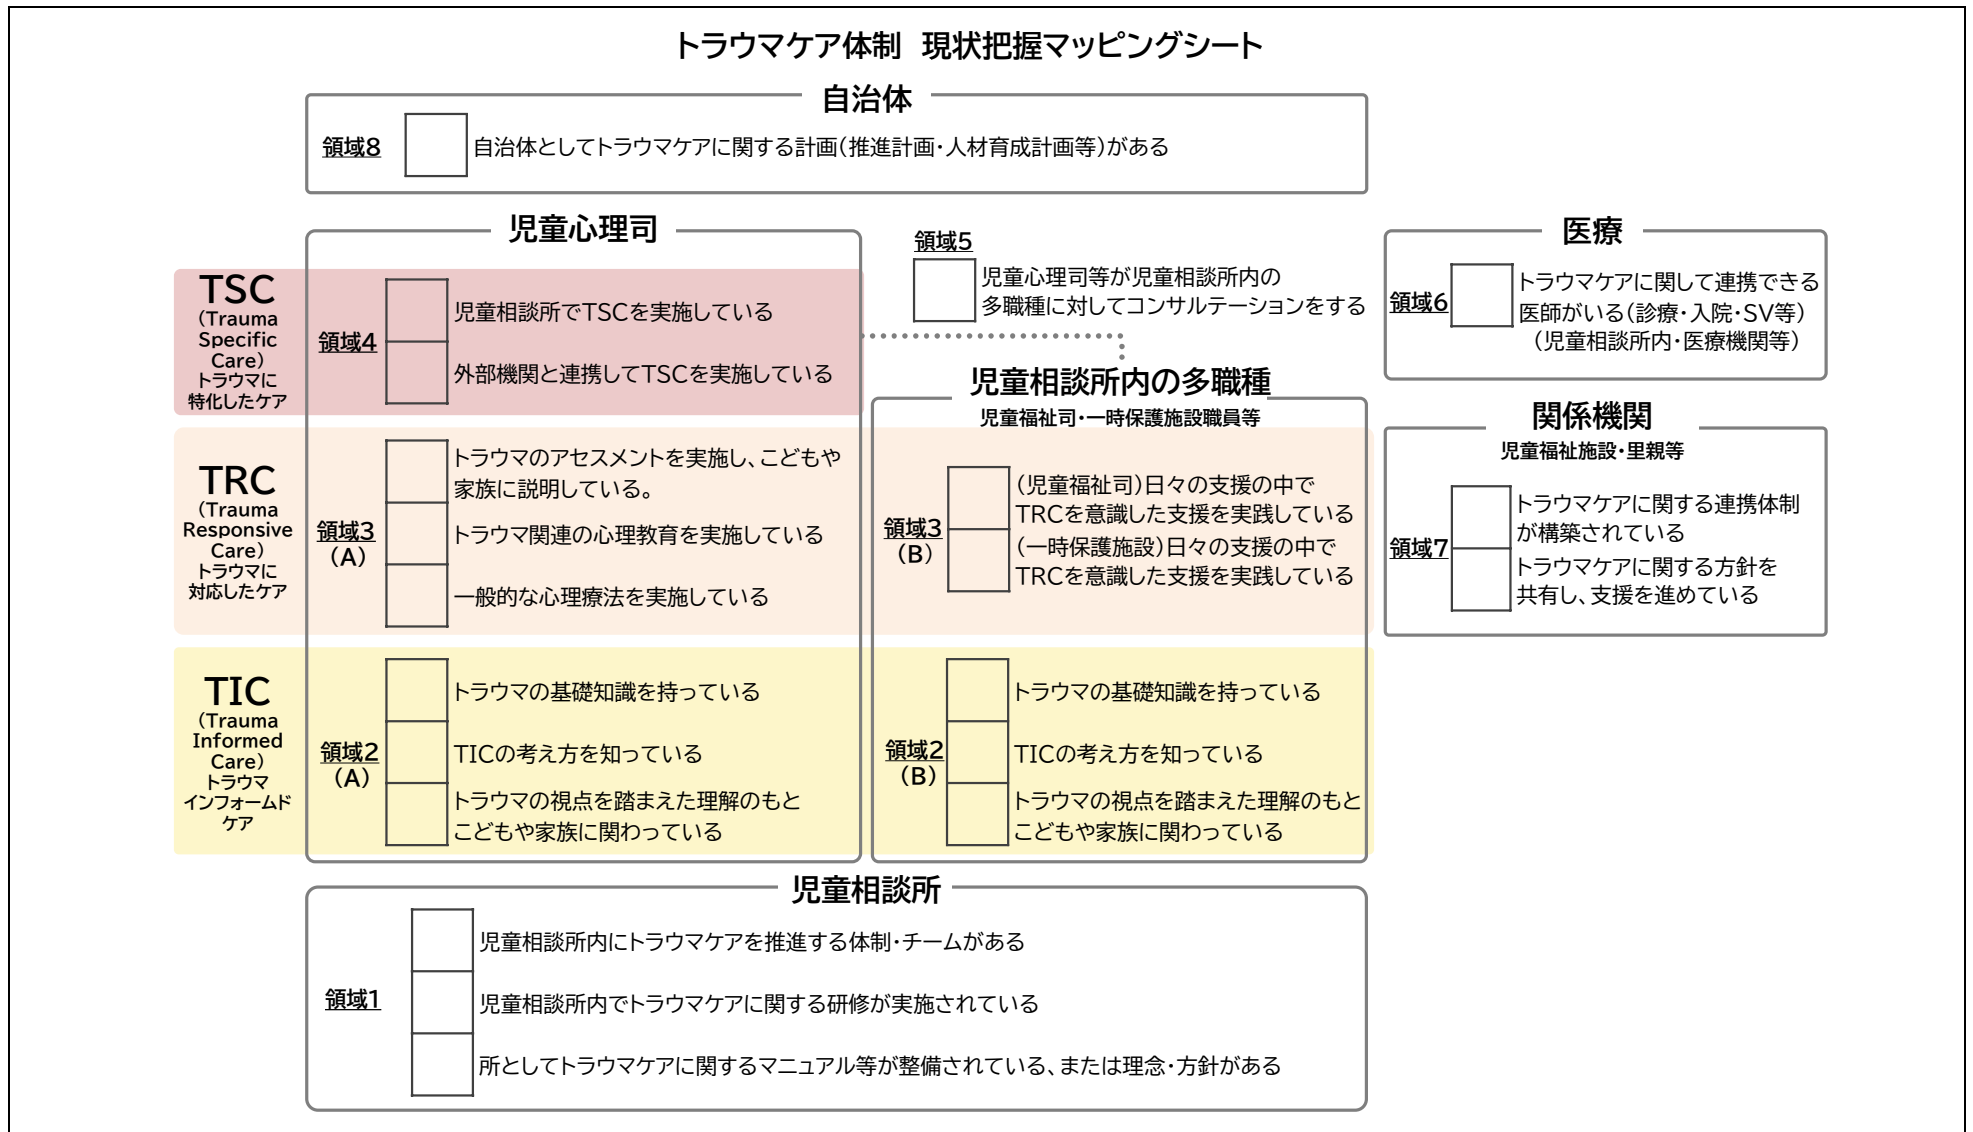 トラウマケア体制　現状把握マッピングシート
自治体
領域8
自治体としてトラウマケアに関する計画(推進計画・人材育成計画等)がある
児童心理司
TSC
(Trauma
Specific
Care)
トラウマに
特化したケア
領域4
児童相談所でTSCを実施している
外部機関と連携してTSCを実施している
領域5
児童心理司等が児童相談所内の
多職種に対してコンサルテーションをする
医療
領域6
トラウマケアに関して連携できる
医師がいる(診療・入院・SV等)
(児童相談所内・医療機関等)
TRC
(Trauma
Responsive
Care)
トラウマに
対応したケア
領域3
(A)
トラウマのアセスメントを実施し、こどもや
家族に説明している。
トラウマ関連の心理教育を実施している
一般的な心理療法を実施している
児童相談所内の多職種
児童福祉司・一時保護施設職員等
領域3
(B)
(児童福祉司)日々の支援の中で
TRCを意識した支援を実践している
(一時保護施設)日々の支援の中で
TRCを意識した支援を実践している
関係機関
児童福祉施設・里親等
領域7
トラウマケアに関する連携体制
が構築されている
トラウマケアに関する方針を
共有し、支援を進めている
TIC
(Trauma
Informed
Care)
トラウマ
インフォームド
ケア
領域2
(A)
トラウマの基礎知識を持っている
TICの考え方を知っている
トラウマの視点を踏まえた理解のもと
こどもや家族に関わっている
領域2
(B)
トラウマの基礎知識を持っている
TICの考え方を知っている
トラウマの視点を踏まえた理解のもと
こどもや家族に関わっている
児童相談所
領域1
児童相談所内にトラウマケアを推進する体制・チームがある
児童相談所内でトラウマケアに関する研修が実施されている
所としてトラウマケアに関するマニュアル等が整備されている、または理念・方針がある